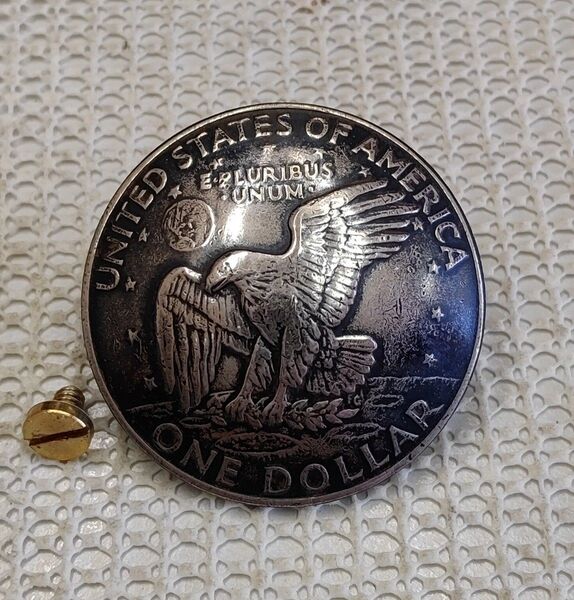 UNITED STATES OF AMERICA
E·PLURIBUS
UNUM·
ONE DOLLAR